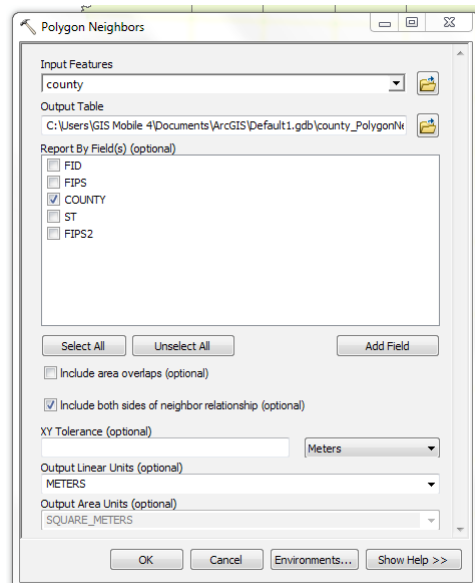 Polygon Neighbors
Input Features
county
Output Table
C:\Users\GIS Mobile 4\Documents\ArcGIS\Default1.gdb\county_PolygonNe
Report By Field(s) (optional)
FID
FIPS
COUNTY
ST
FIPS2
Select All Unselect All Add Field
Include area overlaps (optional)
Include both sides of neighbor relationship (optional)
XY Tolerance (optional)
Meters
Output Linear Units (optional)
METERS
Output Area Units (optional)
SQUARE_METERS
OK Cancel Environments... Show Help >>